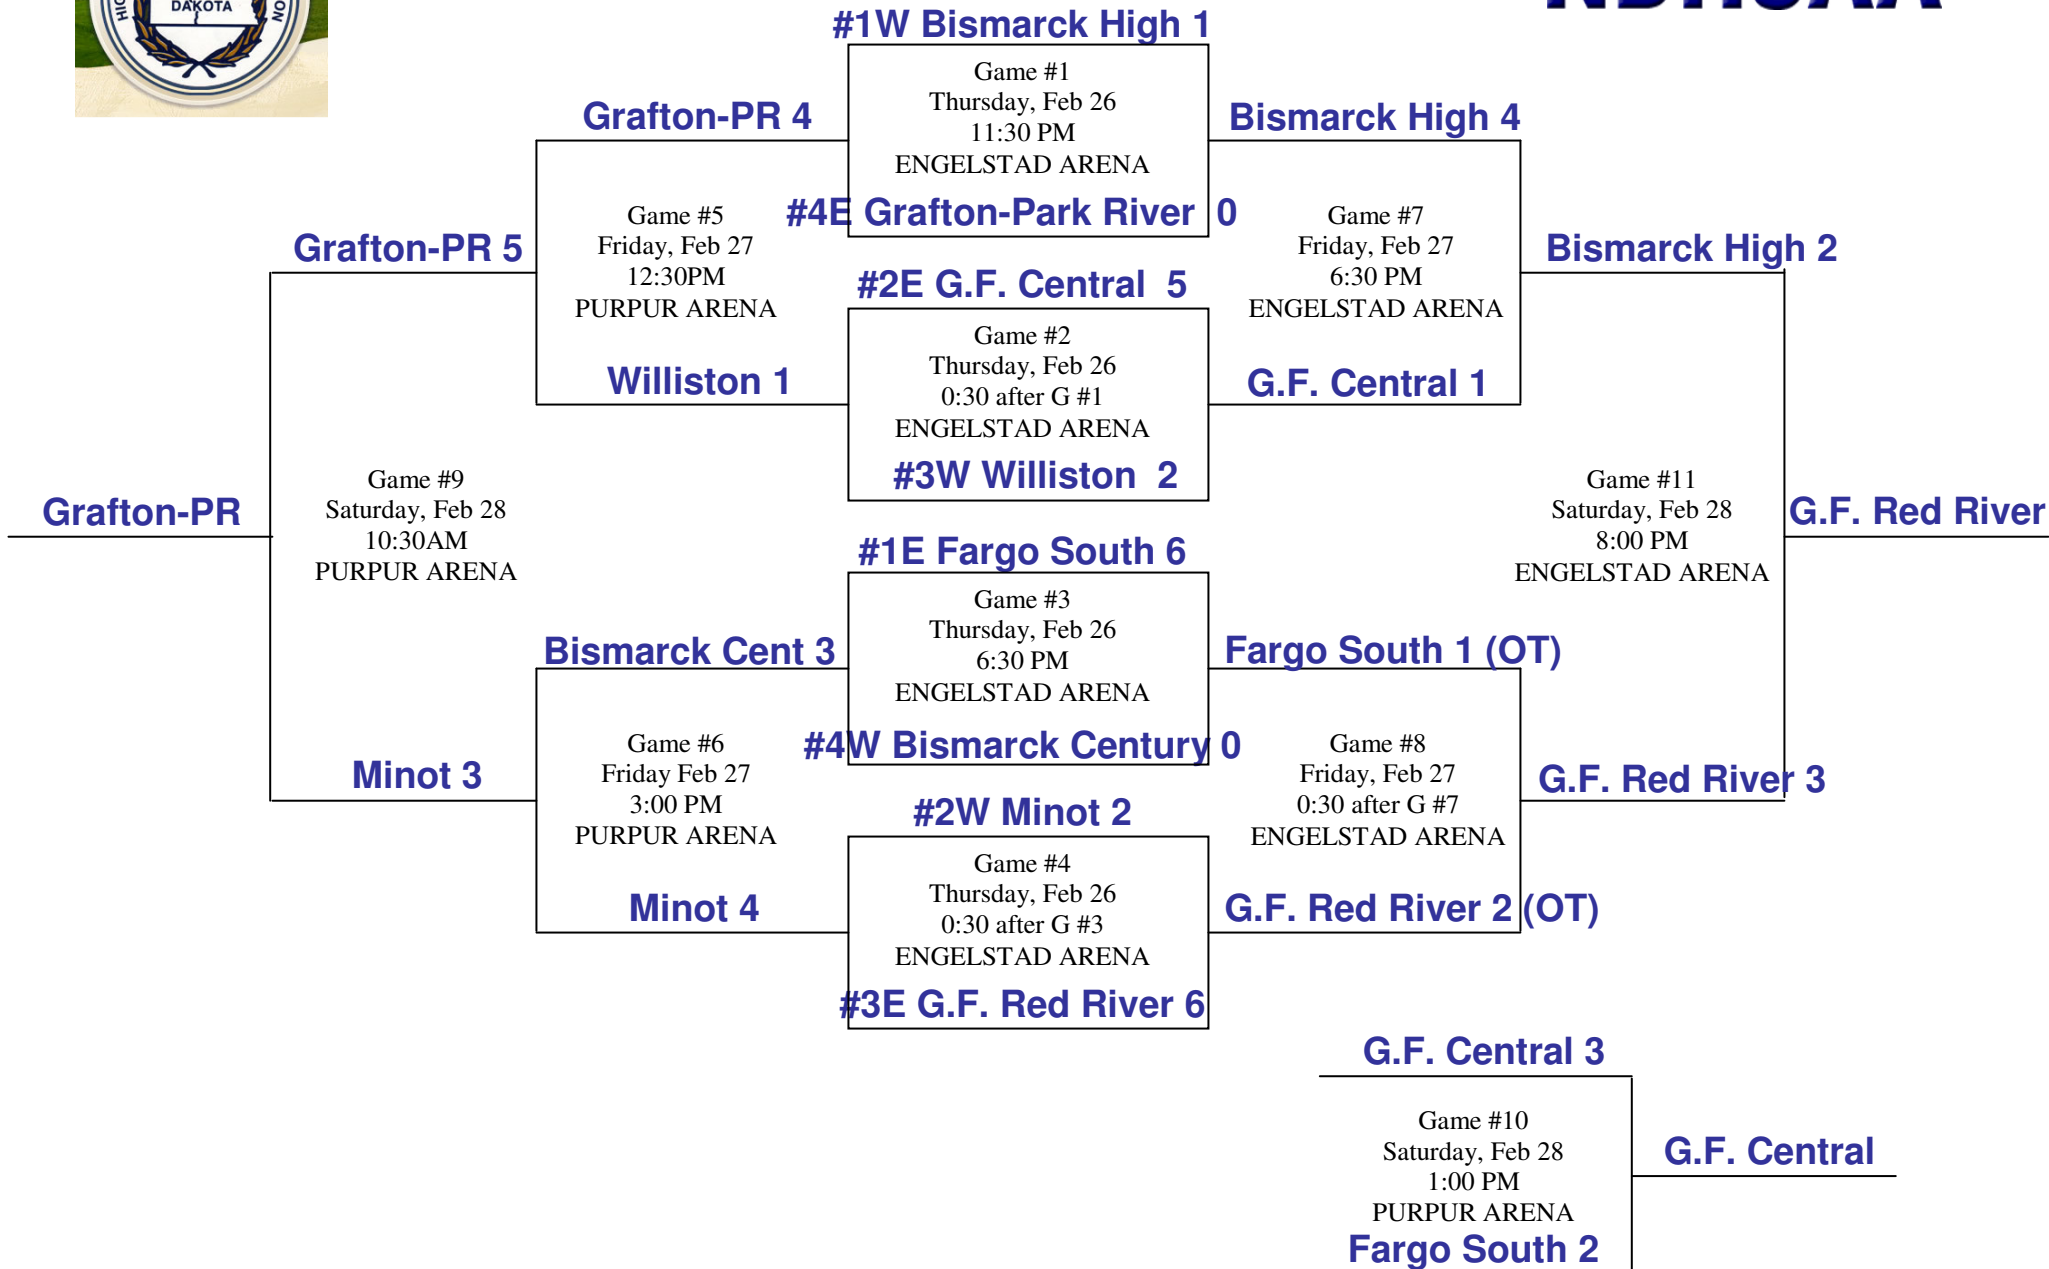 DAKOTA
#1W Bismarck High 1
Game #1
Thursday, Feb 26
11:30 PM
ENGELSTAD ARENA
#4E Grafton-Park River 0
Grafton-PR 4
Bismarck High 4
Game #5
Friday, Feb 27
12:30PM
PURPUR ARENA
Game #7
Friday, Feb 27
6:30 PM
ENGELSTAD ARENA
Grafton-PR 5
Bismarck High 2
#2E G.F. Central 5
Game #2
Thursday, Feb 26
0:30 after G #1
ENGELSTAD ARENA
#3W Williston 2
Williston 1
G.F. Central 1
Grafton-PR
Game #9
Saturday, Feb 28
10:30AM
PURPUR ARENA
Game #11
Saturday, Feb 28
8:00 PM
ENGELSTAD ARENA
G.F. Red River
#1E Fargo South 6
Game #3
Thursday, Feb 26
6:30 PM
ENGELSTAD ARENA
#4W Bismarck Century 0
Bismarck Cent 3
Fargo South 1 (OT)
Game #6
Friday Feb 27
3:00 PM
PURPUR ARENA
Game #8
Friday, Feb 27
0:30 after G #7
ENGELSTAD ARENA
Minot 3
G.F. Red River 3
#2W Minot 2
Game #4
Thursday, Feb 26
0:30 after G #3
ENGELSTAD ARENA
#3E G.F. Red River 6
Minot 4
G.F. Red River 2 (OT)
G.F. Central 3
Game #10
Saturday, Feb 28
1:00 PM
PURPUR ARENA
Fargo South 2
G.F. Central